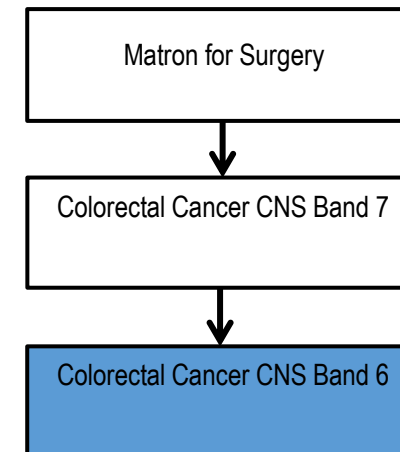 Matron for Surgery
Colorectal Cancer CNS Band 7
Colorectal Cancer CNS Band 6